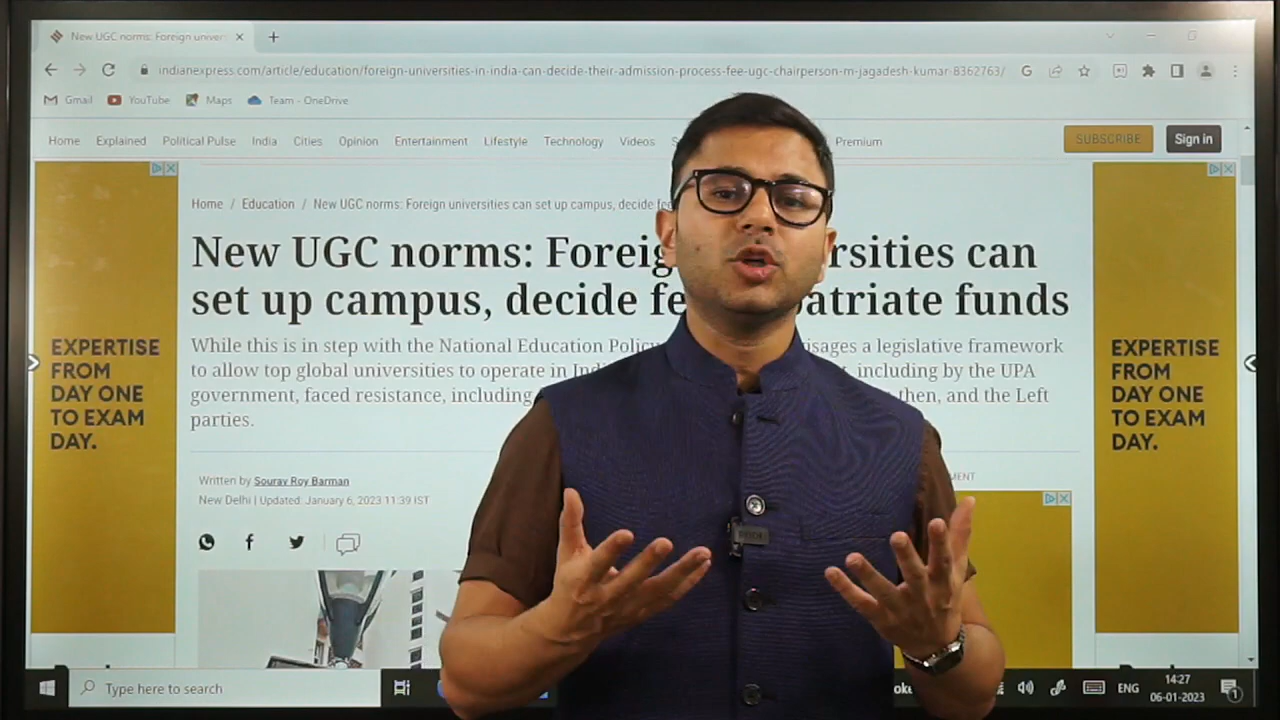 New UGC norms: Foreign univer
indianexpress.com/article/education/foreign-universities-in-india-can-decide-their-admission-process-fee-ugc-chairperson-m-jagadesh-kumar-8362763/
Gmail YouTube Maps Team - OneDrive
Home Explained Political Pulse India Cities Opinion Entertainment Lifestyle Technology Videos Premium SUBSCRIBE Sign in
Home / Education / New UGC norms: Foreign universities can set up campus, decide fee
New UGC norms: Foreig rsities can
set up campus, decide fe patriate funds
While this is in step with the National Education Policy isages a legislative framework
to allow top global universities to operate in Ind including by the UPA
government, faced resistance, including then, and the Left
parties.
EXPERTISE
FROM
DAY ONE
TO EXAM
DAY.
EXPERTISE
FROM
DAY ONE
TO EXAM
DAY.
Written by Sourav Roy Barman
New Delhi | Updated: January 6, 2023 11:39 IST
MENT
Type here to search
ENG
14:27
06-01-2023
1